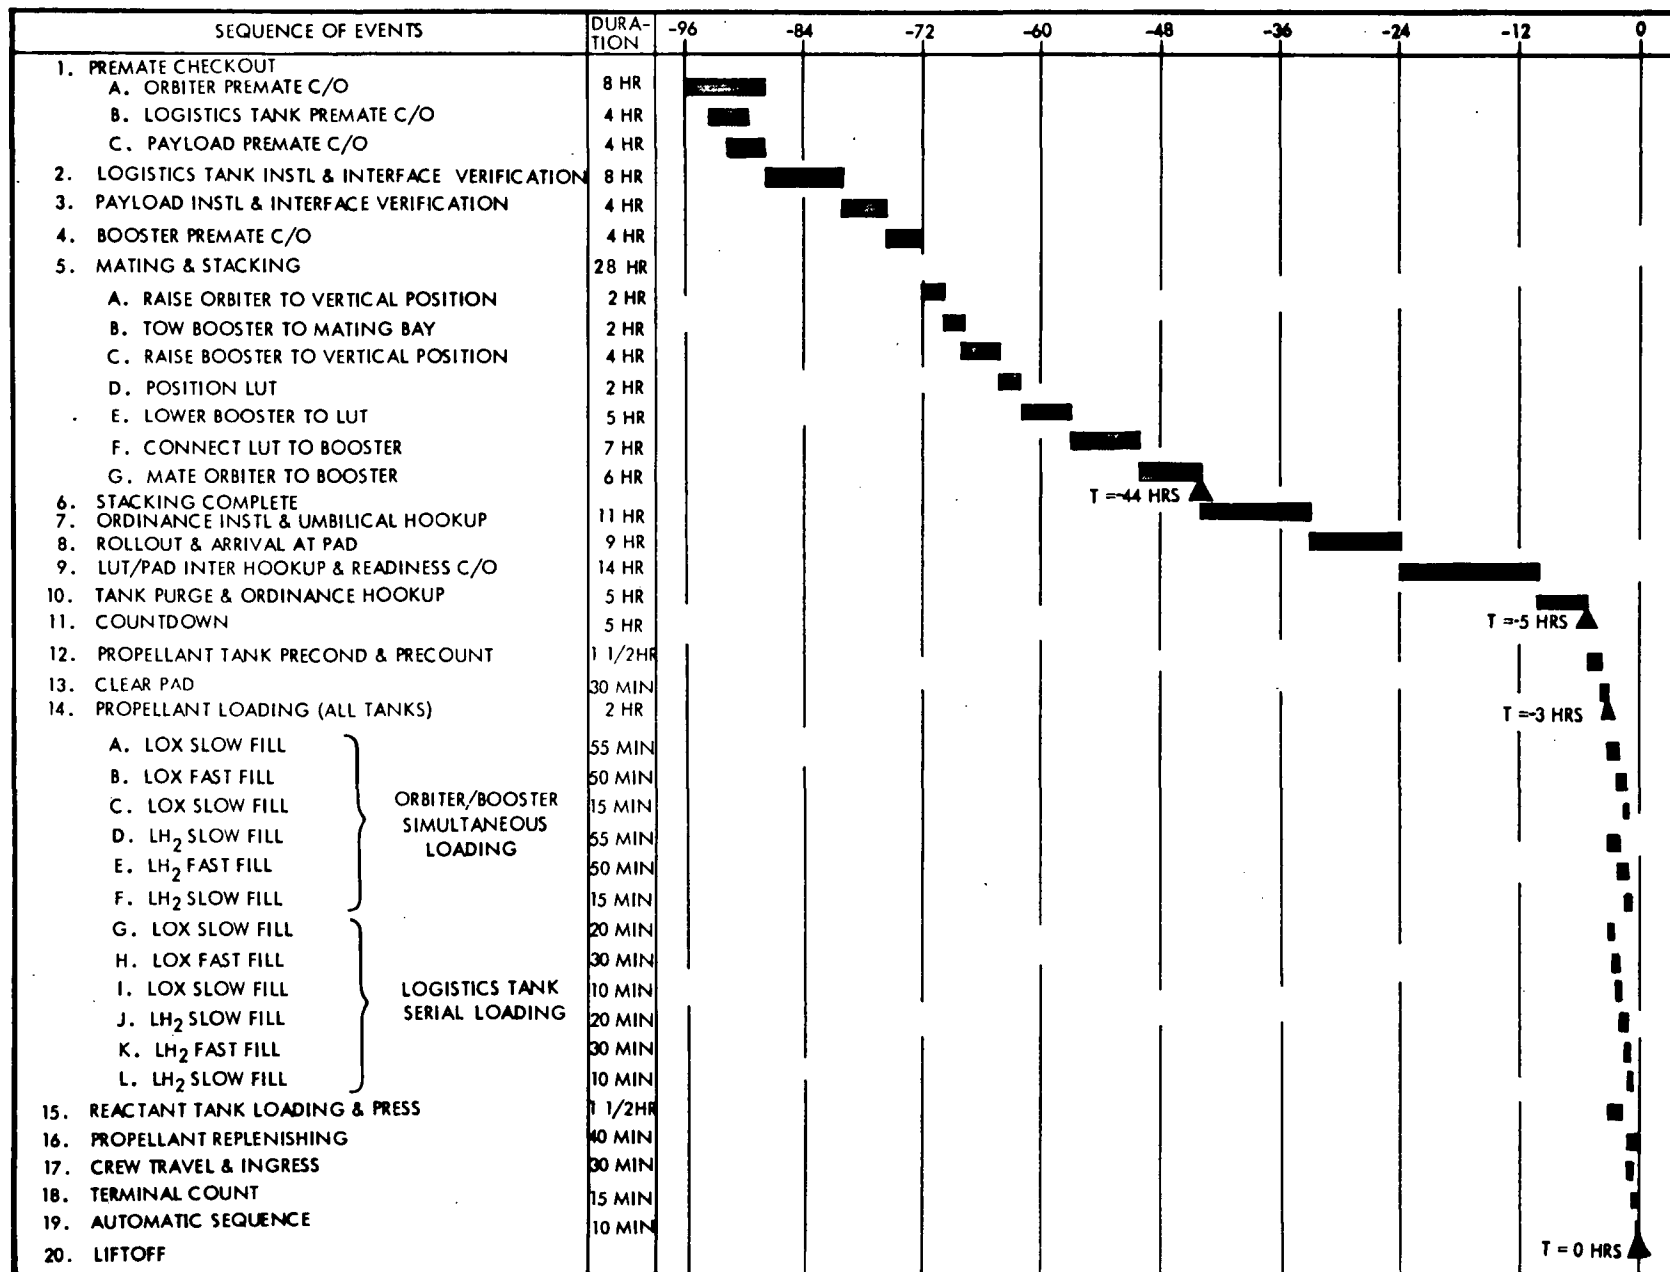 SEQUENCE OF EVENTS DURA-TION -96 -84 -72 -60 -48 -36 -24 -12 0
1. PREMATE CHECKOUT
A. ORBITER PREMATE C/O 8 HR
B. LOGISTICS TANK PREMATE C/O 4 HR
C. PAYLOAD PREMATE C/O 4 HR
2. LOGISTICS TANK INSTL & INTERFACE VERIFICATION 8 HR
3. PAYLOAD INSTL & INTERFACE VERIFICATION 4 HR
4. BOOSTER PREMATE C/O 4 HR
5. MATING & STACKING 28 HR
A. RAISE ORBITER TO VERTICAL POSITION 2 HR
B. TOW BOOSTER TO MATING BAY 2 HR
C. RAISE BOOSTER TO VERTICAL POSITION 4 HR
D. POSITION LUT 2 HR
E. LOWER BOOSTER TO LUT 5 HR
F. CONNECT LUT TO BOOSTER 7 HR
G. MATE ORBITER TO BOOSTER 6 HR
T =-44 HRS
6. STACKING COMPLETE
7. ORDINANCE INSTL & UMBILICAL HOOKUP 11 HR
8. ROLLOUT & ARRIVAL AT PAD 9 HR
9. LUT/PAD INTER HOOKUP & READINESS C/O 14 HR
10. TANK PURGE & ORDINANCE HOOKUP 5 HR
11. COUNTDOWN 5 HR T =-5 HRS
12. PROPELLANT TANK PRECOND & PRECOUNT 1 1/2HR
13. CLEAR PAD 30 MIN
14. PROPELLANT LOADING (ALL TANKS) 2 HR T =-3 HRS
A. LOX SLOW FILL 55 MIN
B. LOX FAST FILL 50 MIN
C. LOX SLOW FILL 15 MIN
D. LH2 SLOW FILL 55 MIN
E. LH2 FAST FILL 50 MIN
F. LH2 SLOW FILL 15 MIN
ORBITER/BOOSTER
SIMULTANEOUS
LOADING
G. LOX SLOW FILL 20 MIN
H. LOX FAST FILL 30 MIN
I. LOX SLOW FILL 10 MIN
J. LH2 SLOW FILL 20 MIN
K. LH2 FAST FILL 30 MIN
L. LH2 SLOW FILL 10 MIN
LOGISTICS TANK
SERIAL LOADING
15. REACTANT TANK LOADING & PRESS 1 1/2HR
16. PROPELLANT REPLENISHING 40 MIN
17. CREW TRAVEL & INGRESS 30 MIN
18. TERMINAL COUNT 15 MIN
19. AUTOMATIC SEQUENCE 10 MIN
20. LIFTOFF T = 0 HRS